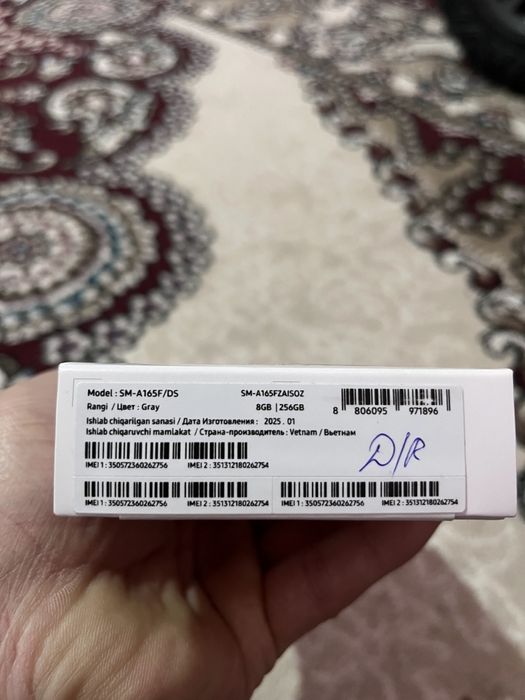 Model : SM-A165F/DS SM-A165FZAISOZ
Rangi / Цвет : Gray 8GB | 256GB
8 806095 971896
Ishlab chiqarilgan sanasi / Дата Изготовления : 2025 . 01
Ishlab chiqaruvchi mamlakat / Страна-производитель : Vetnam / Вьетнам
D/R
IMEI 1 : 350572360262756 IMEI 2 : 351312180262754
IMEI 1 : 350572360262756 IMEI 2 : 351312180262754 IMEI 1 : 350572360262756 IMEI 2 : 351312180262754